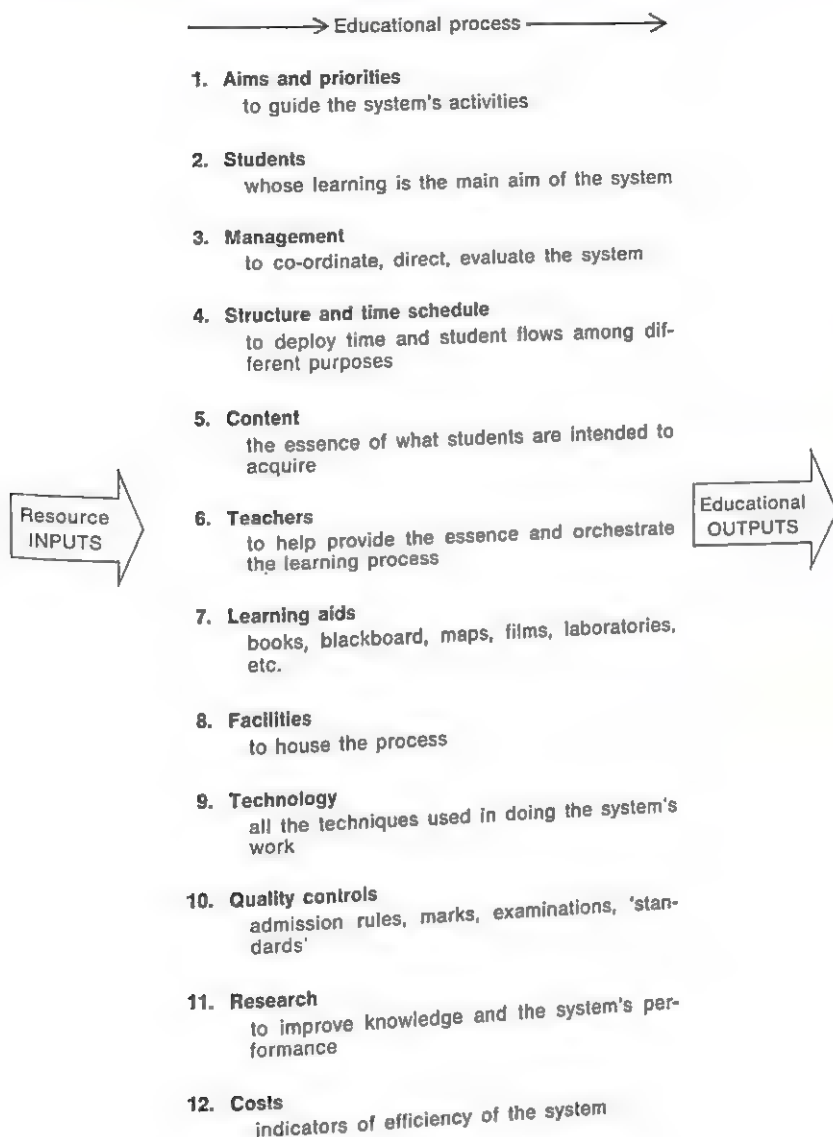 Educational process
1. Aims and priorities
to guide the system's activities
2. Students
whose learning is the main aim of the system
3. Management
to co-ordinate, direct, evaluate the system
4. Structure and time schedule
to deploy time and student flows among dif-
ferent purposes
5. Content
the essence of what students are intended to
acquire
Resource
INPUTS
6. Teachers
to help provide the essence and orchestrate
the learning process
Educational
OUTPUTS
7. Learning aids
books, blackboard, maps, films, laboratories,
etc.
8. Facilities
to house the process
9. Technology
all the techniques used in doing the system's
work
10. Quality controls
admission rules, marks, examinations, 'stan-
dards'
11. Research
to improve knowledge and the system's per-
formance
12. Costs
indicators of efficiency of the system